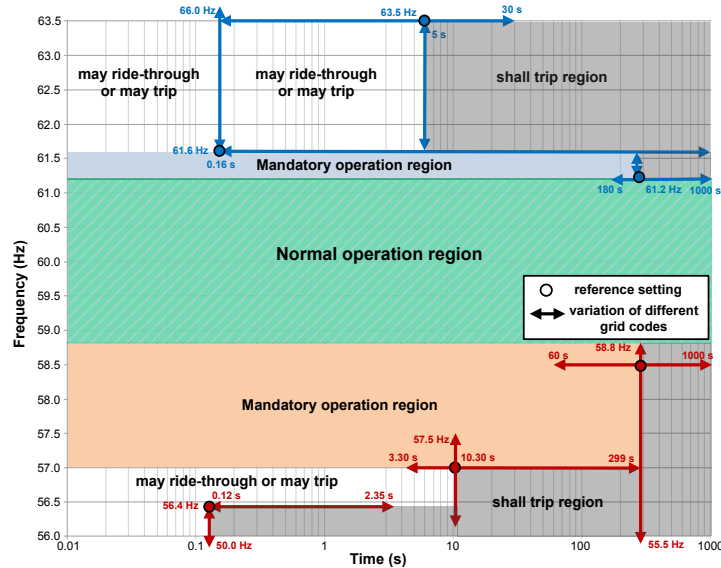 63.5
63.0
62.5
62.0
61.5
61.0
60.5
60.0
59.5
59.0
58.5
58.0
57.5
57.0
56.5
56.0
Frequency (Hz)
66.0 Hz
63.5 Hz
30 s
5 s
may ride-through
or may trip
may ride-through
or may trip
shall trip region
61.6 Hz
0.16 s
Mandatory operation region
180 s
61.2 Hz
1000 s
Normal operation region
reference setting
variation of different
grid codes
58.8 Hz
60 s
1000 s
Mandatory operation region
57.5 Hz
3.30 s
10.30 s
299 s
may ride-through or may trip
0.12 s
2.35 s
56.4 Hz
shall trip region
50.0 Hz
55.5 Hz
0.01
0.1
1
10
100
1000
Time (s)